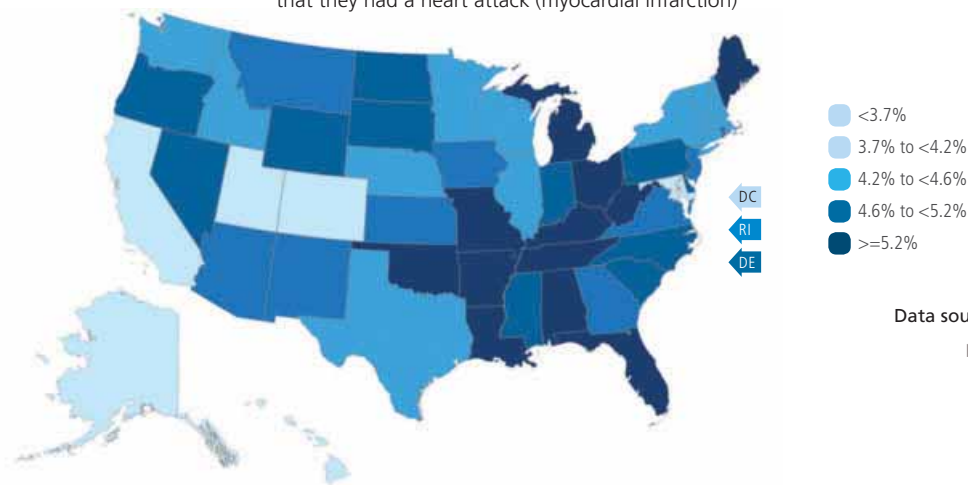 that they had a heart attack (myocardial infarction)
<3.7%
3.7% to <4.2%
4.2% to <4.6%
4.6% to <5.2%
>=5.2%
DC
RI
DE
Data sou